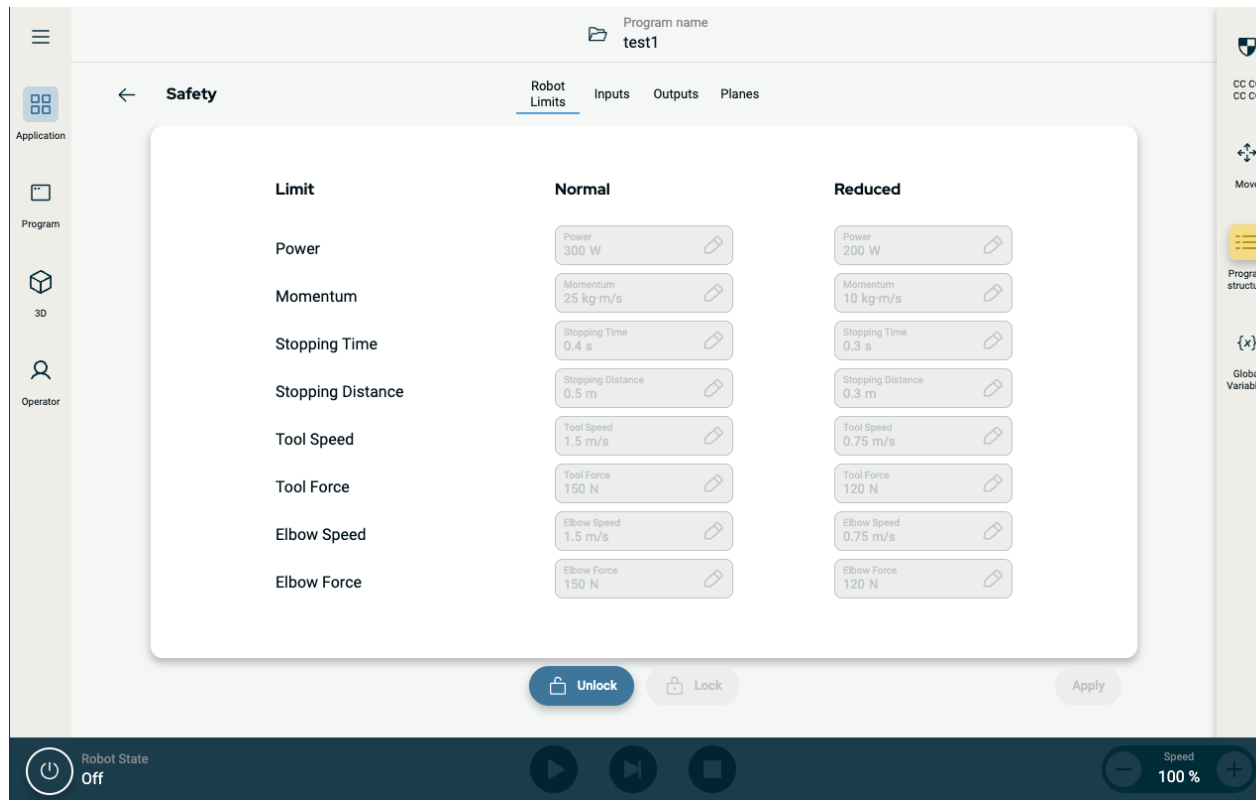 Program name
test1
Safety
Robot
Limits
Inputs
Outputs
Planes
Application
Program
3D
Operator
Limit
Normal
Reduced
Power
Power
300 W
Power
200 W
Momentum
Momentum
25 kg·m/s
Momentum
10 kg·m/s
Stopping Time
Stopping Time
0.4 s
Stopping Time
0.3 s
Stopping Distance
Stopping Distance
0.5 m
Stopping Distance
0.3 m
Tool Speed
Tool Speed
1.5 m/s
Tool Speed
0.75 m/s
Tool Force
Tool Force
150 N
Tool Force
120 N
Elbow Speed
Elbow Speed
1.5 m/s
Elbow Speed
0.75 m/s
Elbow Force
Elbow Force
150 N
Elbow Force
120 N
Unlock
Lock
Apply
CC
CC
Move
{x}
Robot State
Off
Speed
100 %